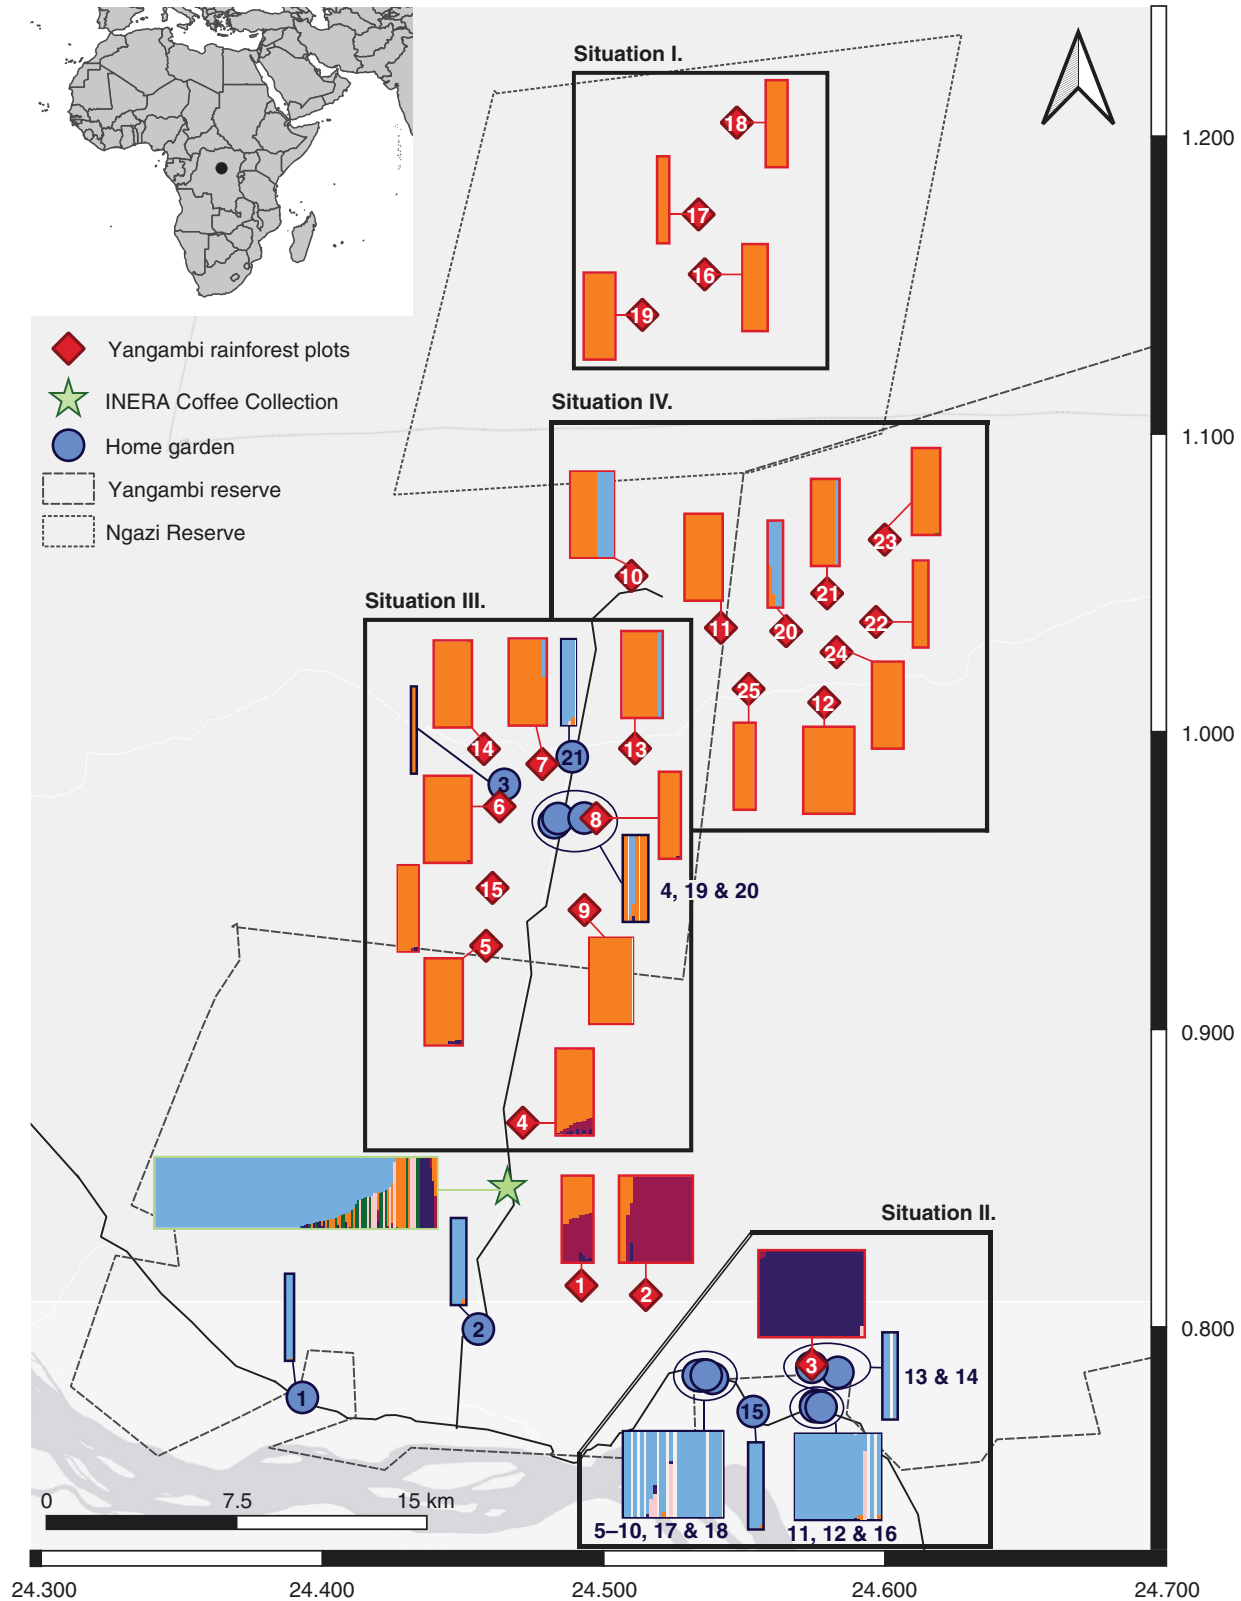 Situation I.
18
17
16
19
Yangambi rainforest plots
INERA Coffee Collection
Home garden
Yangambi reserve
Ngazi Reserve
1.200
1.100
1.000
0.900
0.800
Situation IV.
10
11
20
21
23
22
24
25
12
Situation III.
14
7
21
13
3
6
8
4, 19 & 20
15
9
5
4
1
2
Situation II.
2
1
3
13 & 14
15
5–10, 17 & 18
11, 12 & 16
0 7.5 15 km
24.300 24.400 24.500 24.600 24.700